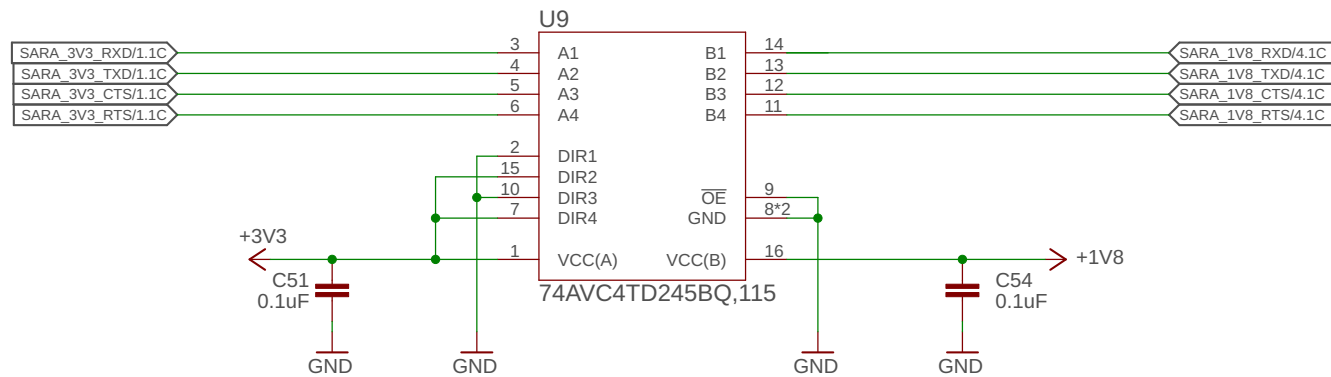 U9
SARA_3V3_RXD/1.1C 3 A1 B1 14 SARA_1V8_RXD/4.1C
SARA_3V3_TXD/1.1C 4 A2 B2 13 SARA_1V8_TXD/4.1C
SARA_3V3_CTS/1.1C 5 A3 B3 12 SARA_1V8_CTS/4.1C
SARA_3V3_RTS/1.1C 6 A4 B4 11 SARA_1V8_RTS/4.1C
2 DIR1
15 DIR2
10 DIR3 OE 9
7 DIR4 GND 8*2
+3V3 1 VCC(A) VCC(B) 16 +1V8
C51 C54
0.1uF 74AVC4TD245BQ,115 0.1uF
GND GND GND GND